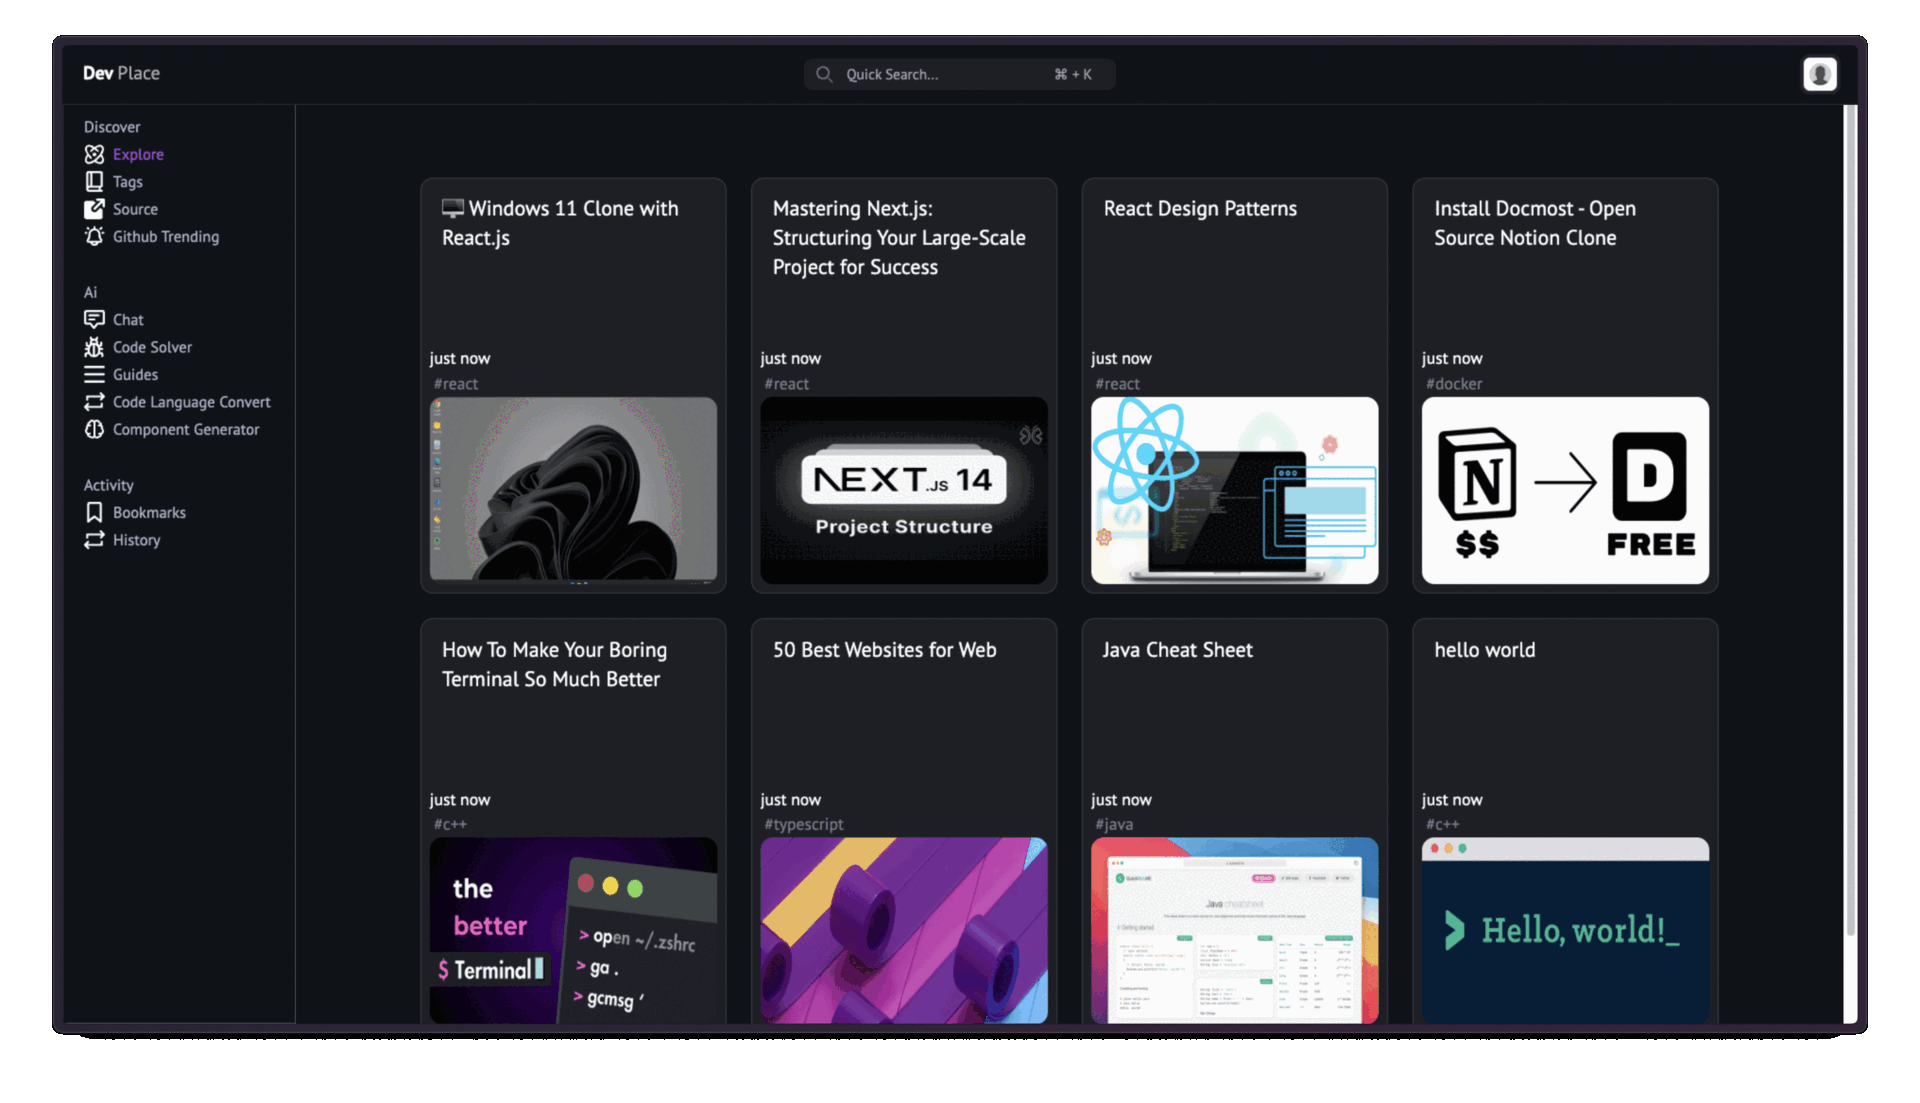 Dev Place
Quick Search...
⌘ + K
Discover
Explore
Tags
Source
Github Trending
Ai
Chat
Code Solver
Guides
Code Language Convert
Component Generator
Activity
Bookmarks
History
Windows 11 Clone with
React.js
just now
#react
Mastering Next.js:
Structuring Your Large-Scale
Project for Success
just now
#react
NEXT.JS 14
Project Structure
React Design Patterns
just now
#react
Install Docmost - Open
Source Notion Clone
just now
#docker
N
D
$$
FREE
How To Make Your Boring
Terminal So Much Better
just now
#c++
the
better
$ Terminal
> open ~/.zshrc
> ga .
> gcmsg '
50 Best Websites for Web
just now
#typescript
Java Cheat Sheet
just now
#java
Java cheatsheet
Getting started
hello world
just now
#c++
> Hello, world!_